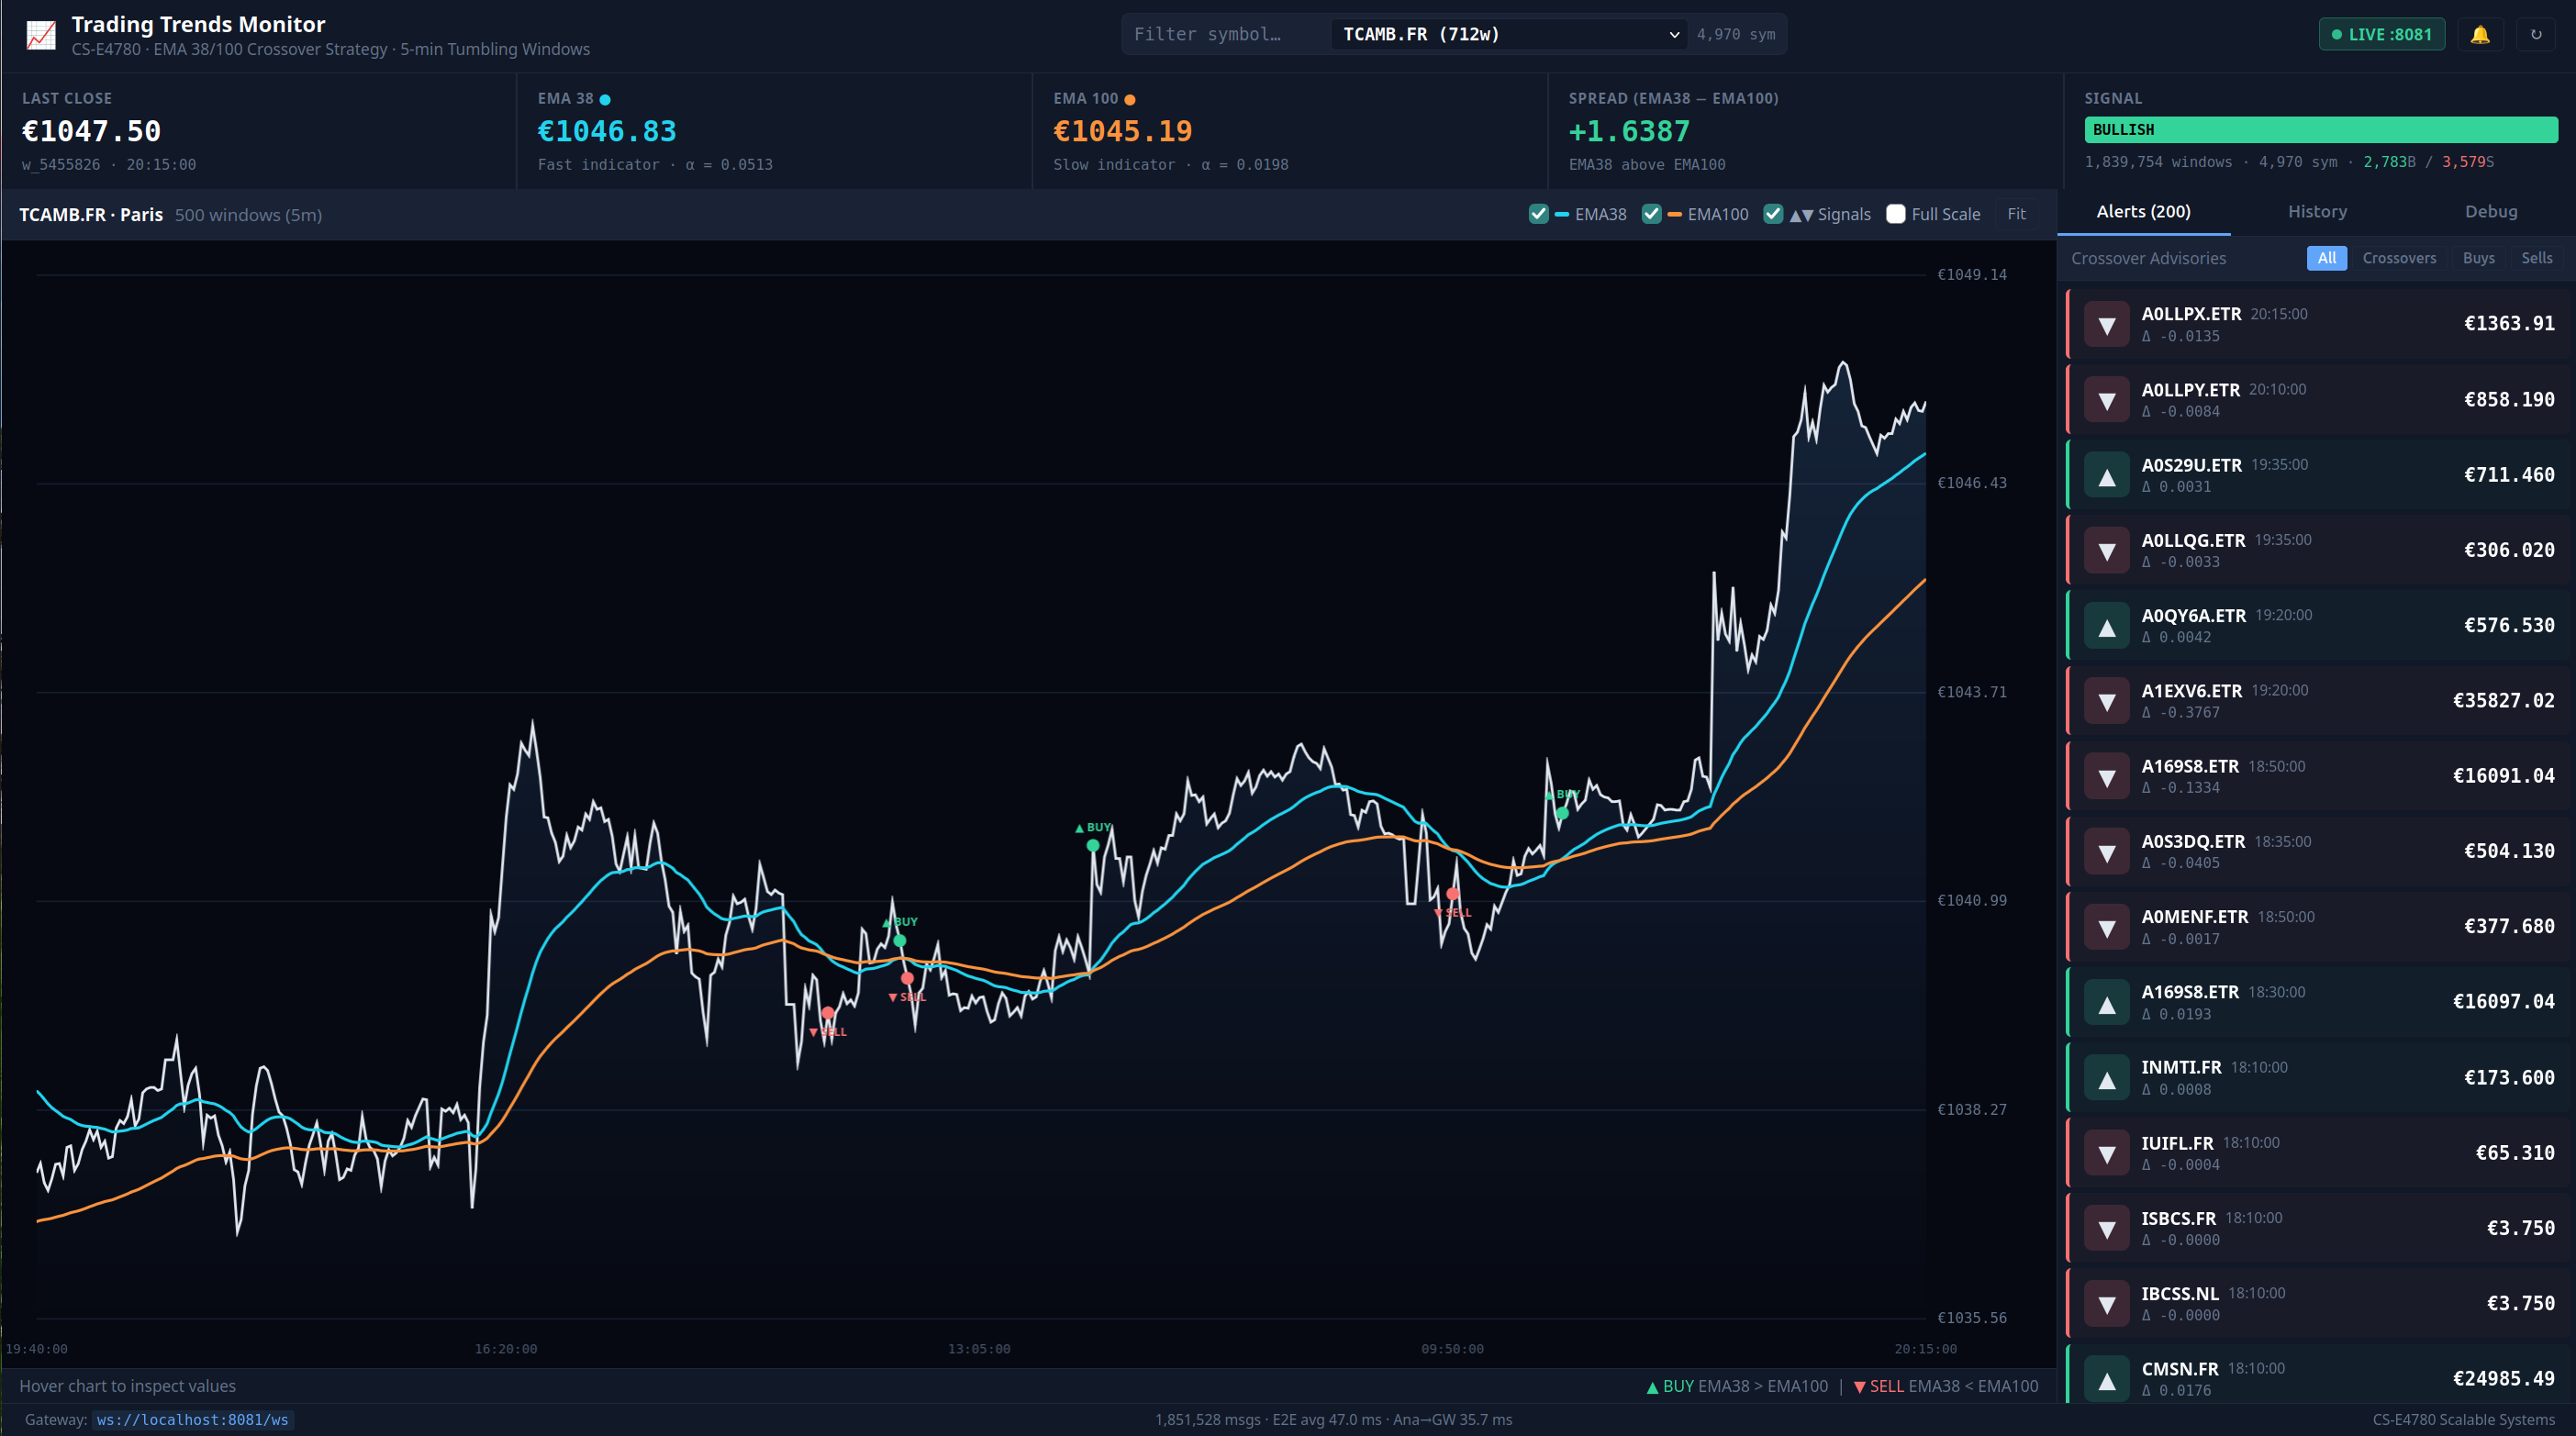 Trading Trends Monitor
CS-E4780 · EMA 38/100 Crossover Strategy · 5-min Tumbling Windows
Filter symbol…
TCAMB.FR (712w)
4,970 sym
LIVE :8081
LAST CLOSE
€1047.50
w_5455826 · 20:15:00
EMA 38
€1046.83
Fast indicator · α = 0.0513
EMA 100
€1045.19
Slow indicator · α = 0.0198
SPREAD (EMA38 — EMA100)
+1.6387
EMA38 above EMA100
SIGNAL
BULLISH
1,839,754 windows · 4,970 sym · 2,783B / 3,579S
TCAMB.FR · Paris 500 windows (5m)
EMA38
EMA100
▲▼ Signals
Full Scale
Fit
€1049.14
€1046.43
€1043.71
€1040.99
€1038.27
€1035.56
▼ SELL
▲ BUY
▼ SELL
▲ BUY
▼ SELL
▲ BUY
19:40:00
16:20:00
13:05:00
09:50:00
20:15:00
Hover chart to inspect values
▲ BUY EMA38 > EMA100 | ▼ SELL EMA38 < EMA100
Alerts (200)
History
Debug
Crossover Advisories
All
Crossovers
Buys
Sells
▼ A0LLPX.ETR 20:15:00
Δ -0.0135
€1363.91
▼ A0LLPY.ETR 20:10:00
Δ -0.0084
€858.190
▲ A0S29U.ETR 19:35:00
Δ 0.0031
€711.460
▼ A0LLQG.ETR 19:35:00
Δ -0.0033
€306.020
▲ A0QY6A.ETR 19:20:00
Δ 0.0042
€576.530
▼ A1EXV6.ETR 19:20:00
Δ -0.3767
€35827.02
▼ A169S8.ETR 18:50:00
Δ -0.1334
€16091.04
▼ A0S3DQ.ETR 18:35:00
Δ -0.0405
€504.130
▼ A0MENF.ETR 18:50:00
Δ -0.0017
€377.680
▲ A169S8.ETR 18:30:00
Δ 0.0193
€16097.04
▲ INMTI.FR 18:10:00
Δ 0.0008
€173.600
▼ IUIFL.FR 18:10:00
Δ -0.0004
€65.310
▼ ISBCS.FR 18:10:00
Δ -0.0000
€3.750
▼ IBCSS.NL 18:10:00
Δ -0.0000
€3.750
▲ CMSN.FR 18:10:00
Δ 0.0176
€24985.49
Gateway: ws://localhost:8081/ws
1,851,528 msgs · E2E avg 47.0 ms · Ana→GW 35.7 ms
CS-E4780 Scalable Systems